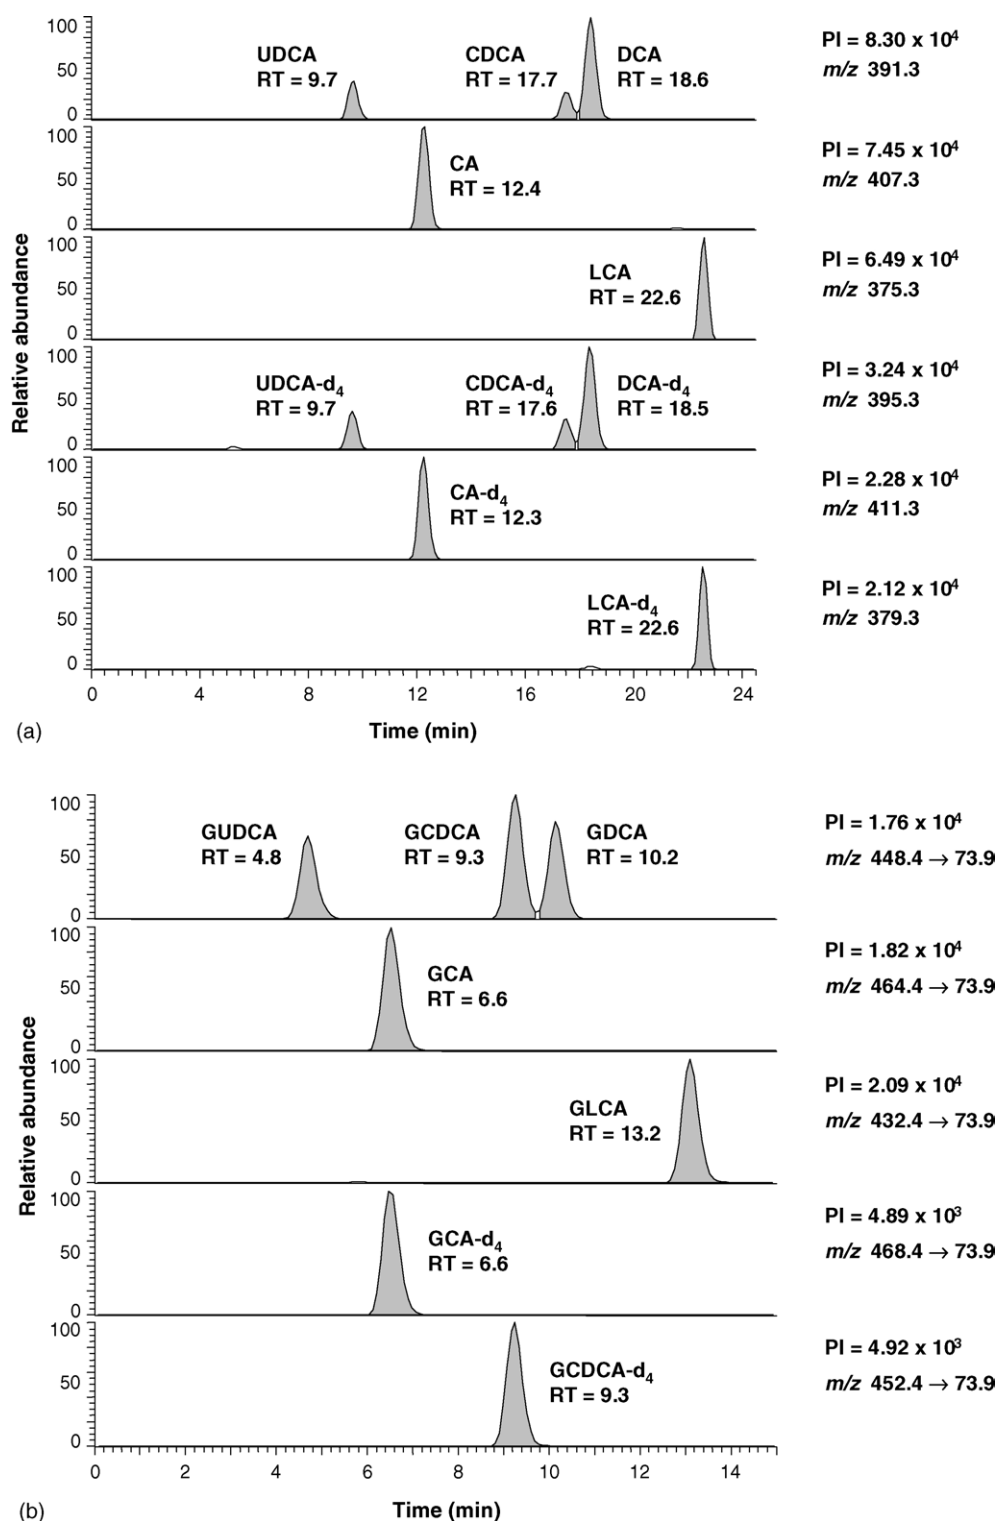 100
50
0
UDCA
RT = 9.7
CDCA
RT = 17.7
DCA
RT = 18.6
PI = 8.30 x 10⁴
m/z 391.3
100
50
0
CA
RT = 12.4
PI = 7.45 x 10⁴
m/z 407.3
100
50
0
LCA
RT = 22.6
PI = 6.49 x 10⁴
m/z 375.3
Relative abundance
100
50
0
UDCA-d₄
RT = 9.7
CDCA-d₄
RT = 17.6
DCA-d₄
RT = 18.5
PI = 3.24 x 10⁴
m/z 395.3
100
50
0
CA-d₄
RT = 12.3
PI = 2.28 x 10⁴
m/z 411.3
100
50
0
LCA-d₄
RT = 22.6
PI = 2.12 x 10⁴
m/z 379.3
0 4 8 12 16 20 24
(a) Time (min)
100
50
0
GUDCA
RT = 4.8
GCDCA
RT = 9.3
GDCA
RT = 10.2
PI = 1.76 x 10⁴
m/z 448.4 → 73.9
100
50
0
GCA
RT = 6.6
PI = 1.82 x 10⁴
m/z 464.4 → 73.9
Relative abundance
100
50
0
GLCA
RT = 13.2
PI = 2.09 x 10⁴
m/z 432.4 → 73.9
100
50
0
GCA-d₄
RT = 6.6
PI = 4.89 x 10³
m/z 468.4 → 73.9
100
50
0
GCDCA-d₄
RT = 9.3
PI = 4.92 x 10³
m/z 452.4 → 73.9
0 2 4 6 8 10 12 14
(b) Time (min)